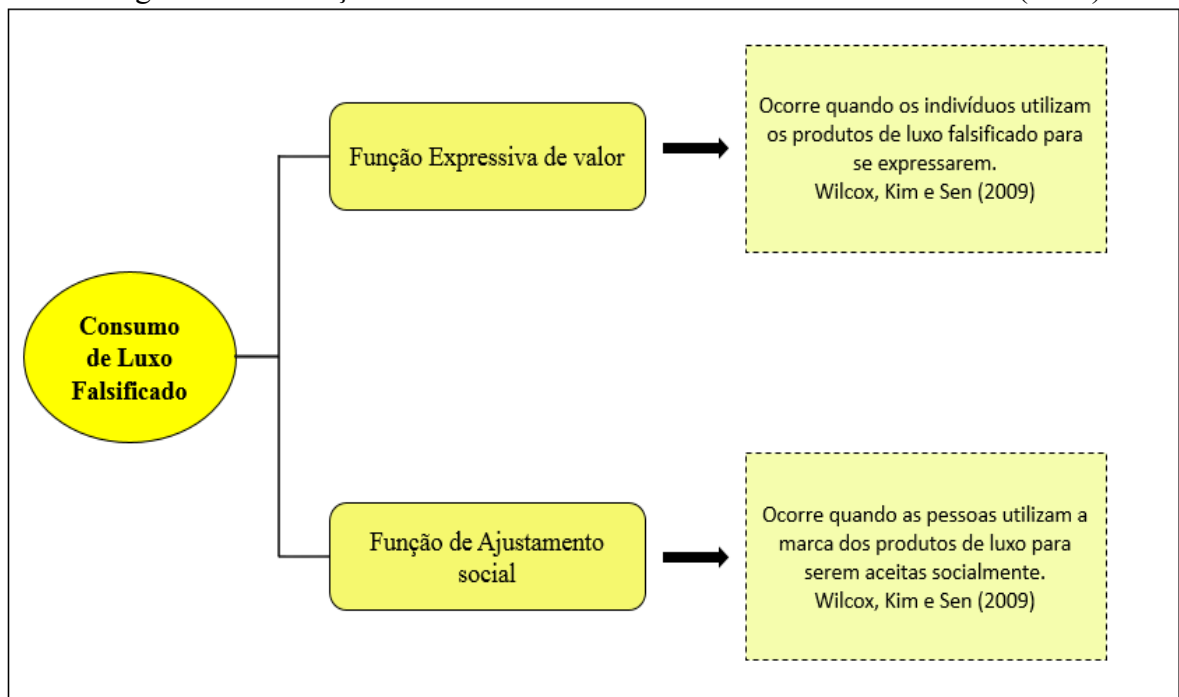 Consumo
de Luxo
Falsificado
Função Expressiva de valor
Ocorre quando os indivíduos utilizam
os produtos de luxo falsificado para
se expressarem.
Wilcox, Kim e Sen (2009)
Função de Ajustamento
social
Ocorre quando as pessoas utilizam a
marca dos produtos de luxo para
serem aceitas socialmente.
Wilcox, Kim e Sen (2009)